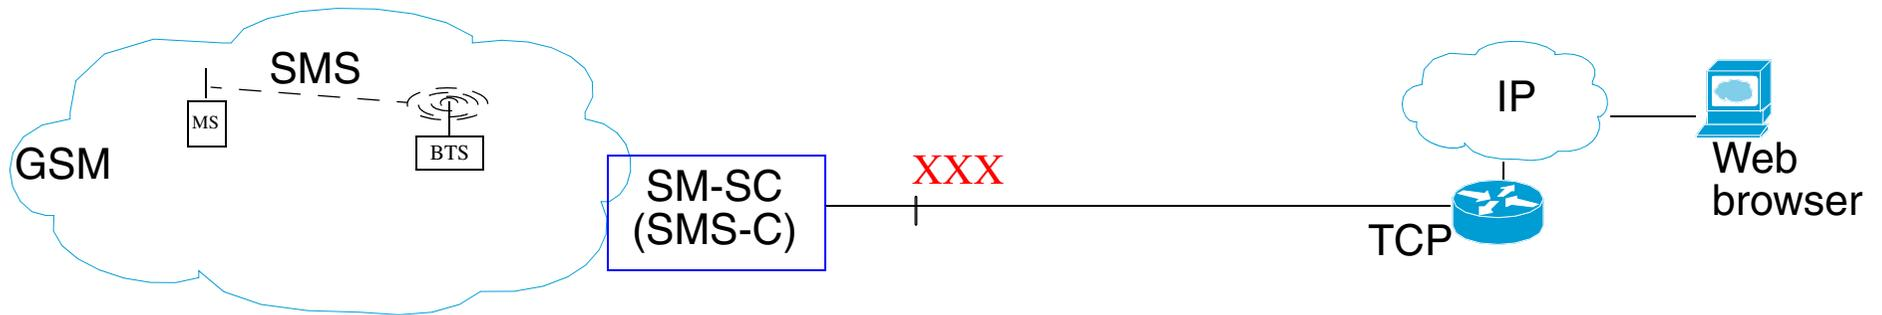 SMS
MS
BTS
GSM
SM-SC
(SMS-C)
XXX
TCP
IP
Web
browser